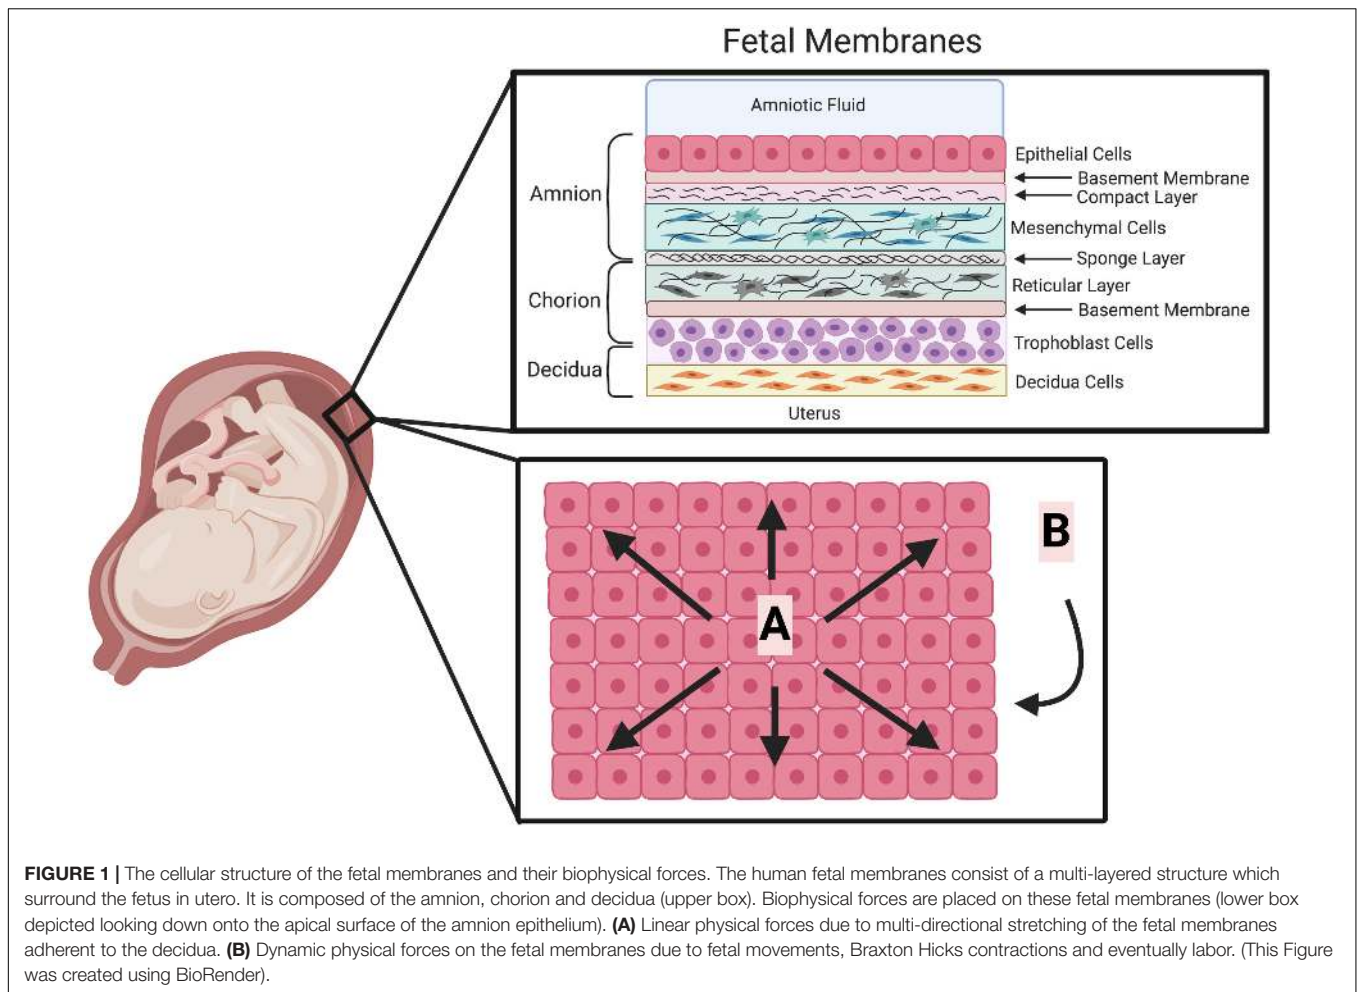 Fetal Membranes
Amniotic Fluid
Amnion
Chorion
Decidua
Epithelial Cells
Basement Membrane
Compact Layer
Mesenchymal Cells
Sponge Layer
Reticular Layer
Basement Membrane
Trophoblast Cells
Decidua Cells
Uterus
A
B
FIGURE 1 | The cellular structure of the fetal membranes and their biophysical forces. The human fetal membranes consist of a multi-layered structure which
surround the fetus in utero. It is composed of the amnion, chorion and decidua (upper box). Biophysical forces are placed on these fetal membranes (lower box
depicted looking down onto the apical surface of the amnion epithelium). (A) Linear physical forces due to multi-directional stretching of the fetal membranes
adherent to the decidua. (B) Dynamic physical forces on the fetal membranes due to fetal movements, Braxton Hicks contractions and eventually labor. (This Figure
was created using BioRender).